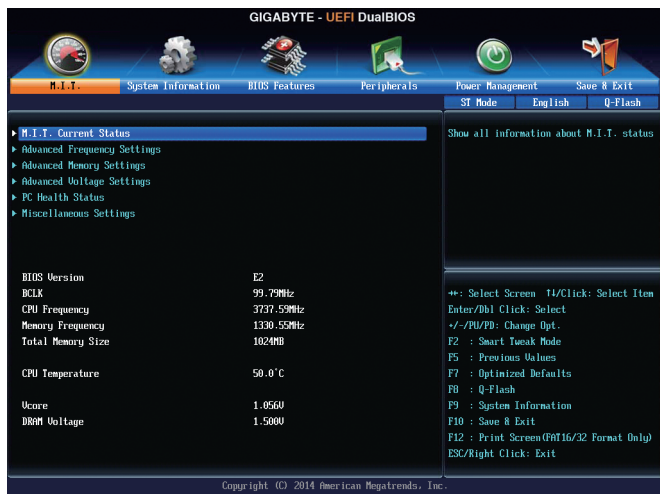 GIGABYTE - UEFI DualBIOS
M.I.T. System Information BIOS Features Peripherals Power Management Save & Exit
ST Mode English Q-Flash
M.I.T. Current Status
Advanced Frequency Settings
Advanced Memory Settings
Advanced Voltage Settings
PC Health Status
Miscellaneous Settings
BIOS Version E2
BCLK 99.79MHz
CPU Frequency 3737.59MHz
Memory Frequency 1330.55MHz
Total Memory Size 1024MB
CPU Temperature 50.0°C
Vcore 1.056V
DRAM Voltage 1.500V
Show all information about M.I.T. status
→←: Select Screen ↑↓/Click: Select Item
Enter/Dbl Click: Select
+/-/PU/PD: Change Opt.
F2 : Smart Tweak Mode
F5 : Previous Values
F7 : Optimized Defaults
F8 : Q-Flash
F9 : System Information
F10 : Save & Exit
F12 : Print Screen(FAT16/32 Format Only)
ESC/Right Click: Exit
Copyright (C) 2014 American Megatrends, Inc.